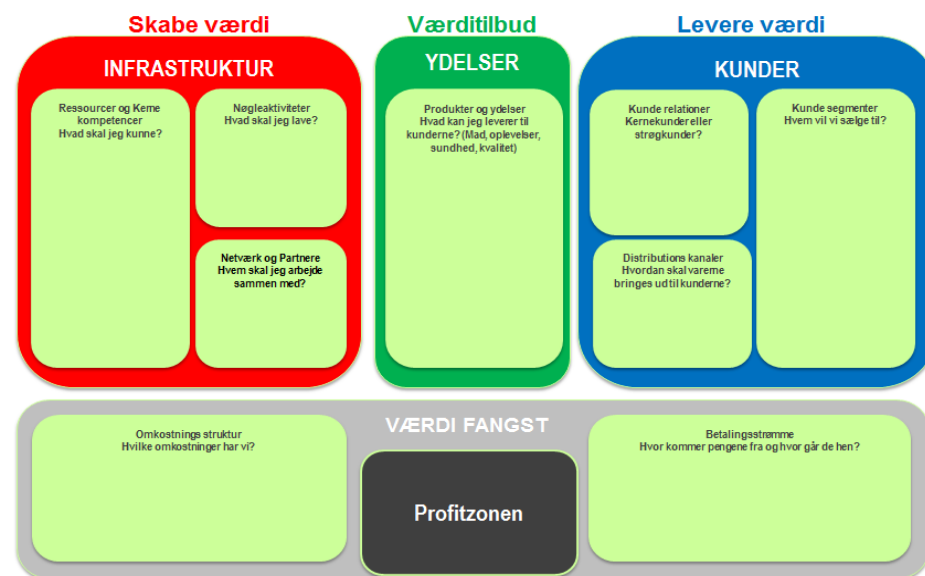 Skabe værdi
Værditilbud
Levere værdi
INFRASTRUKTUR
Ressourcer og Kerne
kompetencer
Hvad skal jeg kunne?
Nøgleaktiviteter
Hvad skal jeg lave?
Netværk og Partnere
Hvem skal jeg arbejde
sammen med?
YDELSER
Produkter og ydelser
Hvad kan jeg leverer til
kunderne? (Mad, oplevelser,
sundhed, kvalitet)
KUNDER
Kunde relationer
Kernekunder eller
strøgkunder?
Distributions kanaler
Hvordan skal varerne
bringes ud til kunderne?
Kunde segmenter
Hvem vil vi sælge til?
VÆRDI FANGST
Omkostnings struktur
Hvilke omkostninger har vi?
Profitzonen
Betalingsstrømme
Hvor kommer pengene fra og hvor går de hen?